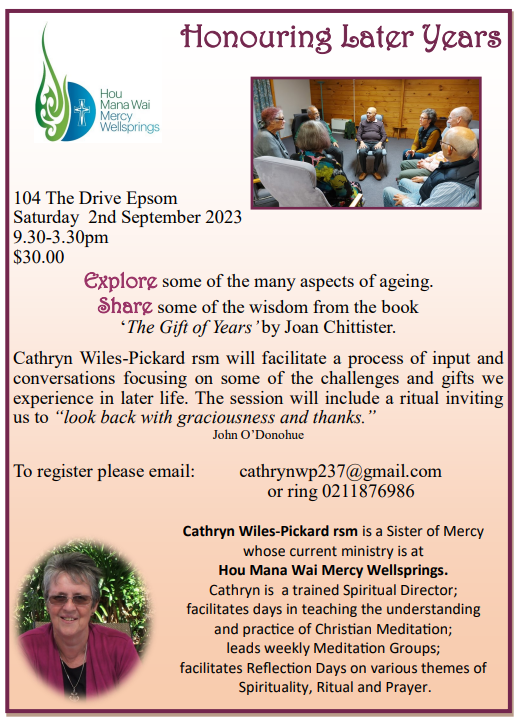 Honouring Later Years
Hou
Mana Wai
Mercy
Wellsprings
104 The Drive Epsom
Saturday 2nd September 2023
9.30-3.30pm
$30.00
Explore some of the many aspects of ageing.
Share some of the wisdom from the book
‘The Gift of Years’ by Joan Chittister.
Cathryn Wiles-Pickard rsm will facilitate a process of input and
conversations focusing on some of the challenges and gifts we
experience in later life. The session will include a ritual inviting
us to “look back with graciousness and thanks.”
John O’Donohue
To register please email: cathrynwp237@gmail.com
or ring 0211876986
Cathryn Wiles-Pickard rsm is a Sister of Mercy
whose current ministry is at
Hou Mana Wai Mercy Wellsprings.
Cathryn is a trained Spiritual Director;
facilitates days in teaching the understanding
and practice of Christian Meditation;
leads weekly Meditation Groups;
facilitates Reflection Days on various themes of
Spirituality, Ritual and Prayer.